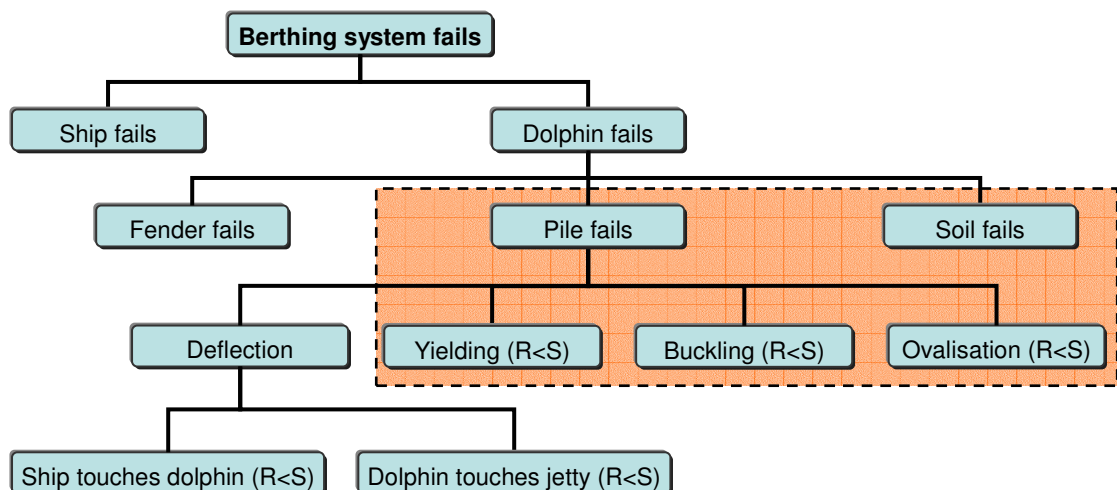 Berthing system fails
Ship fails
Dolphin fails
Fender fails
Pile fails
Soil fails
Deflection
Yielding (R<S)
Buckling (R<S)
Ovalisation (R<S)
Ship touches dolphin (R<S)
Dolphin touches jetty (R<S)